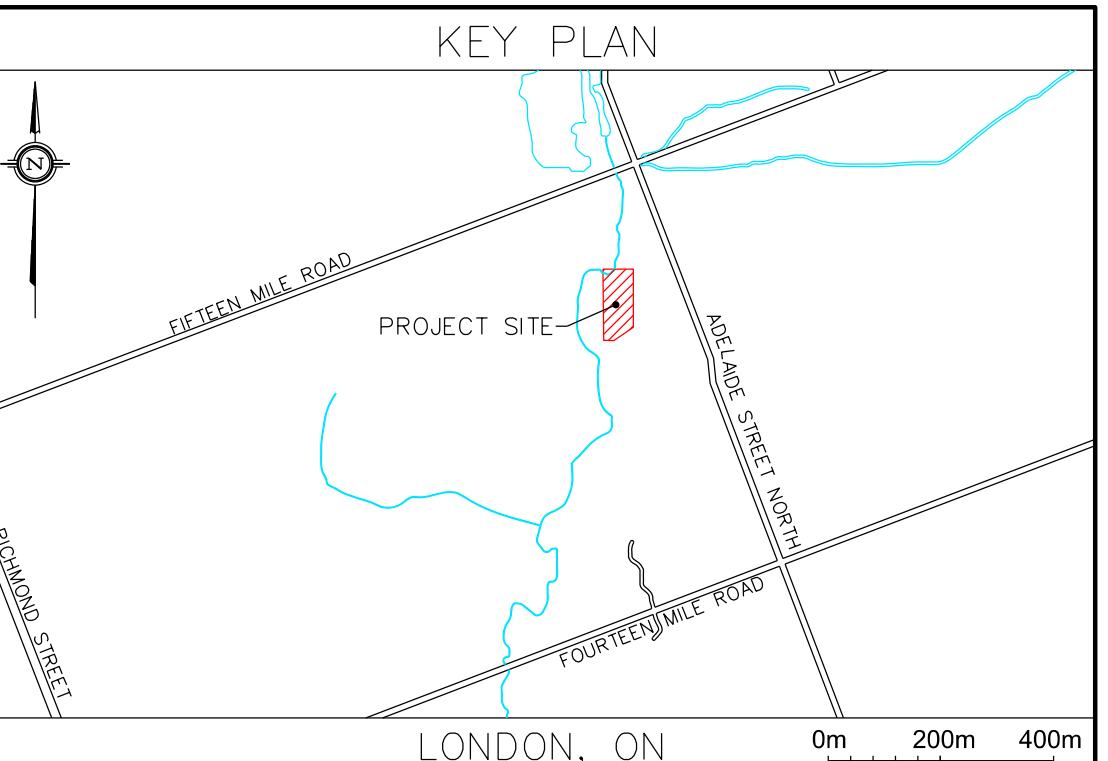 KEY PLAN
N
FIFTEEN MILE ROAD
PROJECT SITE
ADELAIDE STREET NORTH
RICHMOND STREET
FOURTEEN MILE ROAD
LONDON, ON
0m 200m 400m